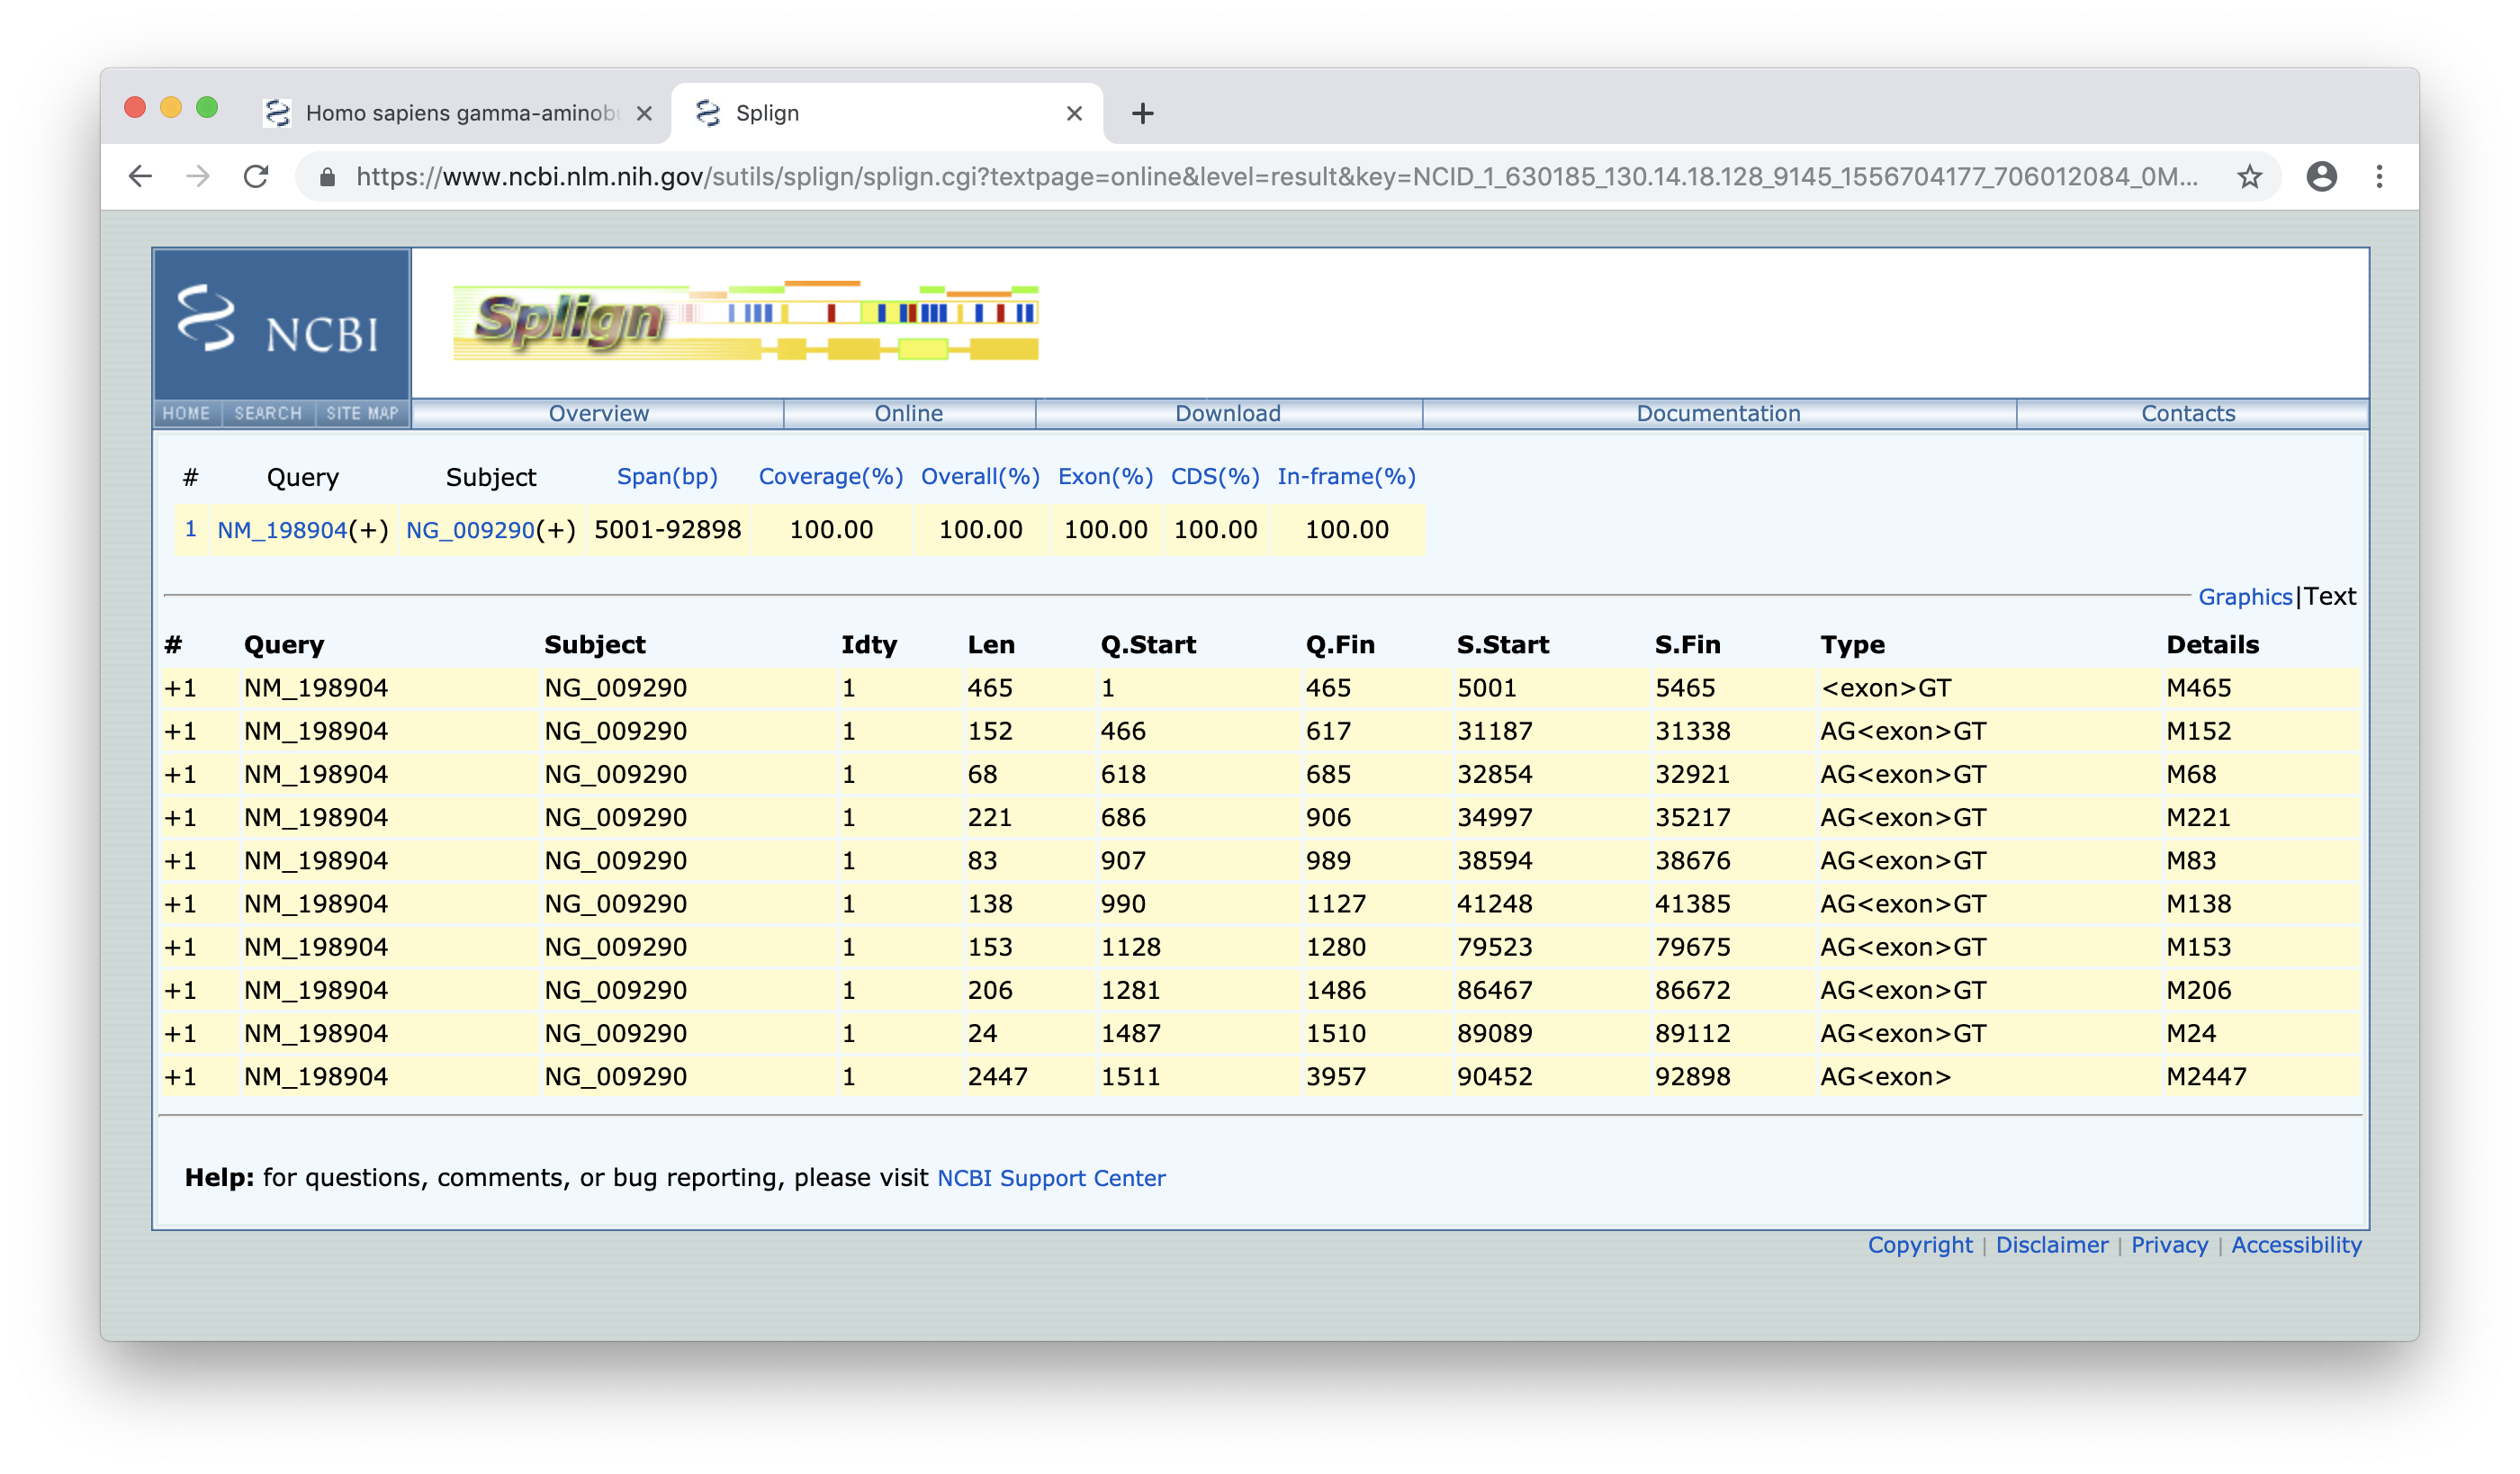 Homo sapiens gamma-aminobu
Splign
https://www.ncbi.nlm.nih.gov/sutils/splign/splign.cgi?textpage=online&level=result&key=NCID_1_630185_130.14.18.128_9145_1556704177_706012084_0M...
NCBI
Splign
HOME SEARCH SITE MAP Overview Online Download Documentation Contacts
# Query Subject Span(bp) Coverage(%) Overall(%) Exon(%) CDS(%) In-frame(%)
1 NM_198904(+) NG_009290(+) 5001-92898 100.00 100.00 100.00 100.00 100.00
Graphics|Text
# Query Subject Idty Len Q.Start Q.Fin S.Start S.Fin Type Details
+1 NM_198904 NG_009290 1 465 1 465 5001 5465 <exon>GT M465
+1 NM_198904 NG_009290 1 152 466 617 31187 31338 AG<exon>GT M152
+1 NM_198904 NG_009290 1 68 618 685 32854 32921 AG<exon>GT M68
+1 NM_198904 NG_009290 1 221 686 906 34997 35217 AG<exon>GT M221
+1 NM_198904 NG_009290 1 83 907 989 38594 38676 AG<exon>GT M83
+1 NM_198904 NG_009290 1 138 990 1127 41248 41385 AG<exon>GT M138
+1 NM_198904 NG_009290 1 153 1128 1280 79523 79675 AG<exon>GT M153
+1 NM_198904 NG_009290 1 206 1281 1486 86467 86672 AG<exon>GT M206
+1 NM_198904 NG_009290 1 24 1487 1510 89089 89112 AG<exon>GT M24
+1 NM_198904 NG_009290 1 2447 1511 3957 90452 92898 AG<exon> M2447
Help: for questions, comments, or bug reporting, please visit NCBI Support Center
Copyright | Disclaimer | Privacy | Accessibility